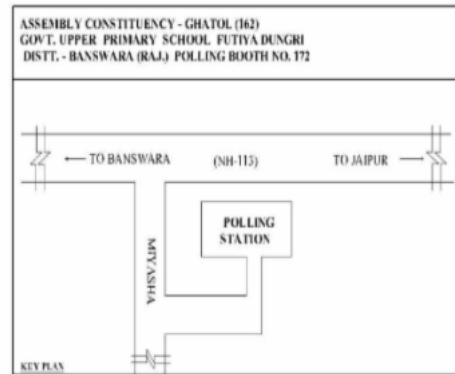 ASSEMBLY CONSTITUENCY - GHATOL (162)
GOVT. UPPER PRIMARY SCHOOL FUTIYA DUNGRI
DISTT. - BANSWARA (RAJ.) POLLING BOOTH NO. 172
← TO BANSWARA (NH-113) TO JAIPUR →
POLLING
STATION
MIYASHA
KEY PLAN